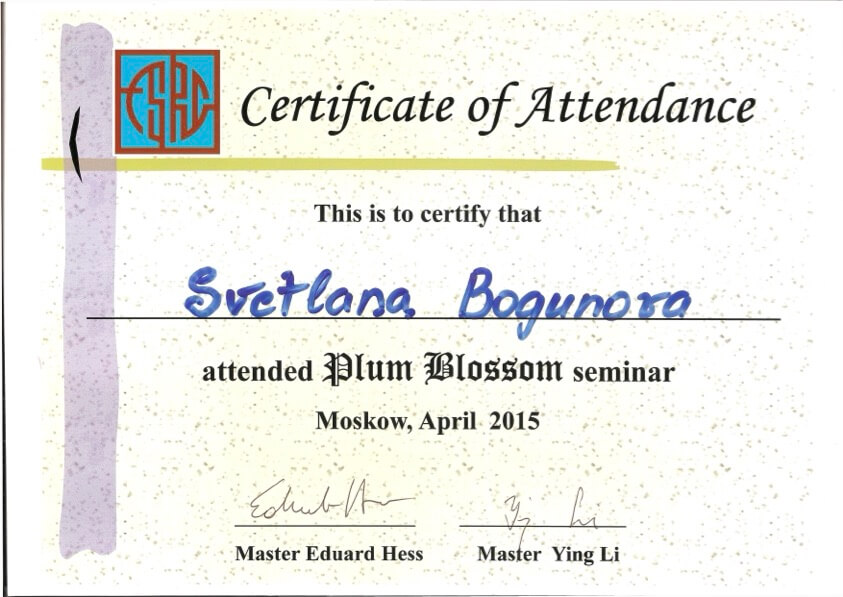 FSRC
Certificate of Attendance
This is to certify that
Svetlana Bogunova
attended Plum Blossom seminar
Moskow, April 2015
Master Eduard Hess
Master Ying Li